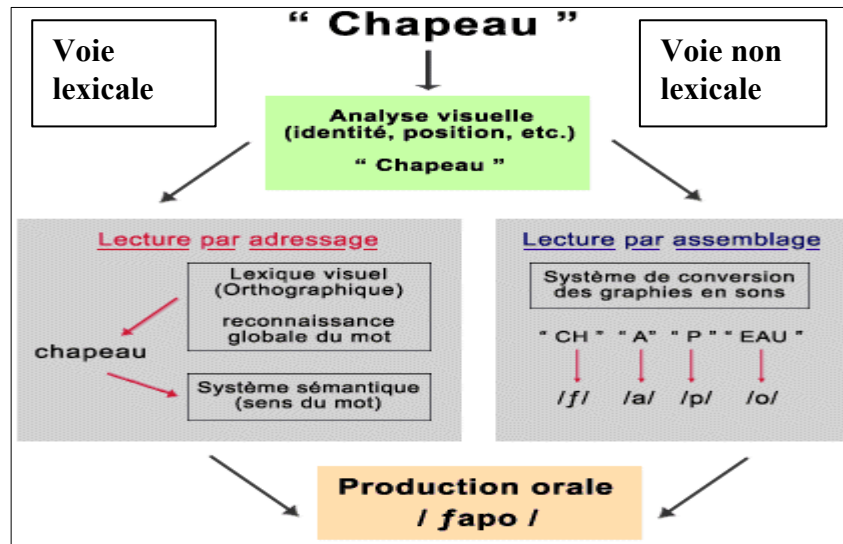 “ Chapeau ”
Voie
lexicale
Voie non
lexicale
Analyse visuelle
(identité, position, etc.)
“ Chapeau ”
Lecture par adressage
Lexique visuel
(Orthographique)
reconnaissance
globale du mot
chapeau
Système sémantique
(sens du mot)
Lecture par assemblage
Système de conversion
des graphies en sons
“ CH ” “ A” “ P ” “ EAU ”
/ƒ/ /a/ /p/ /o/
Production orale
/ ƒapo /